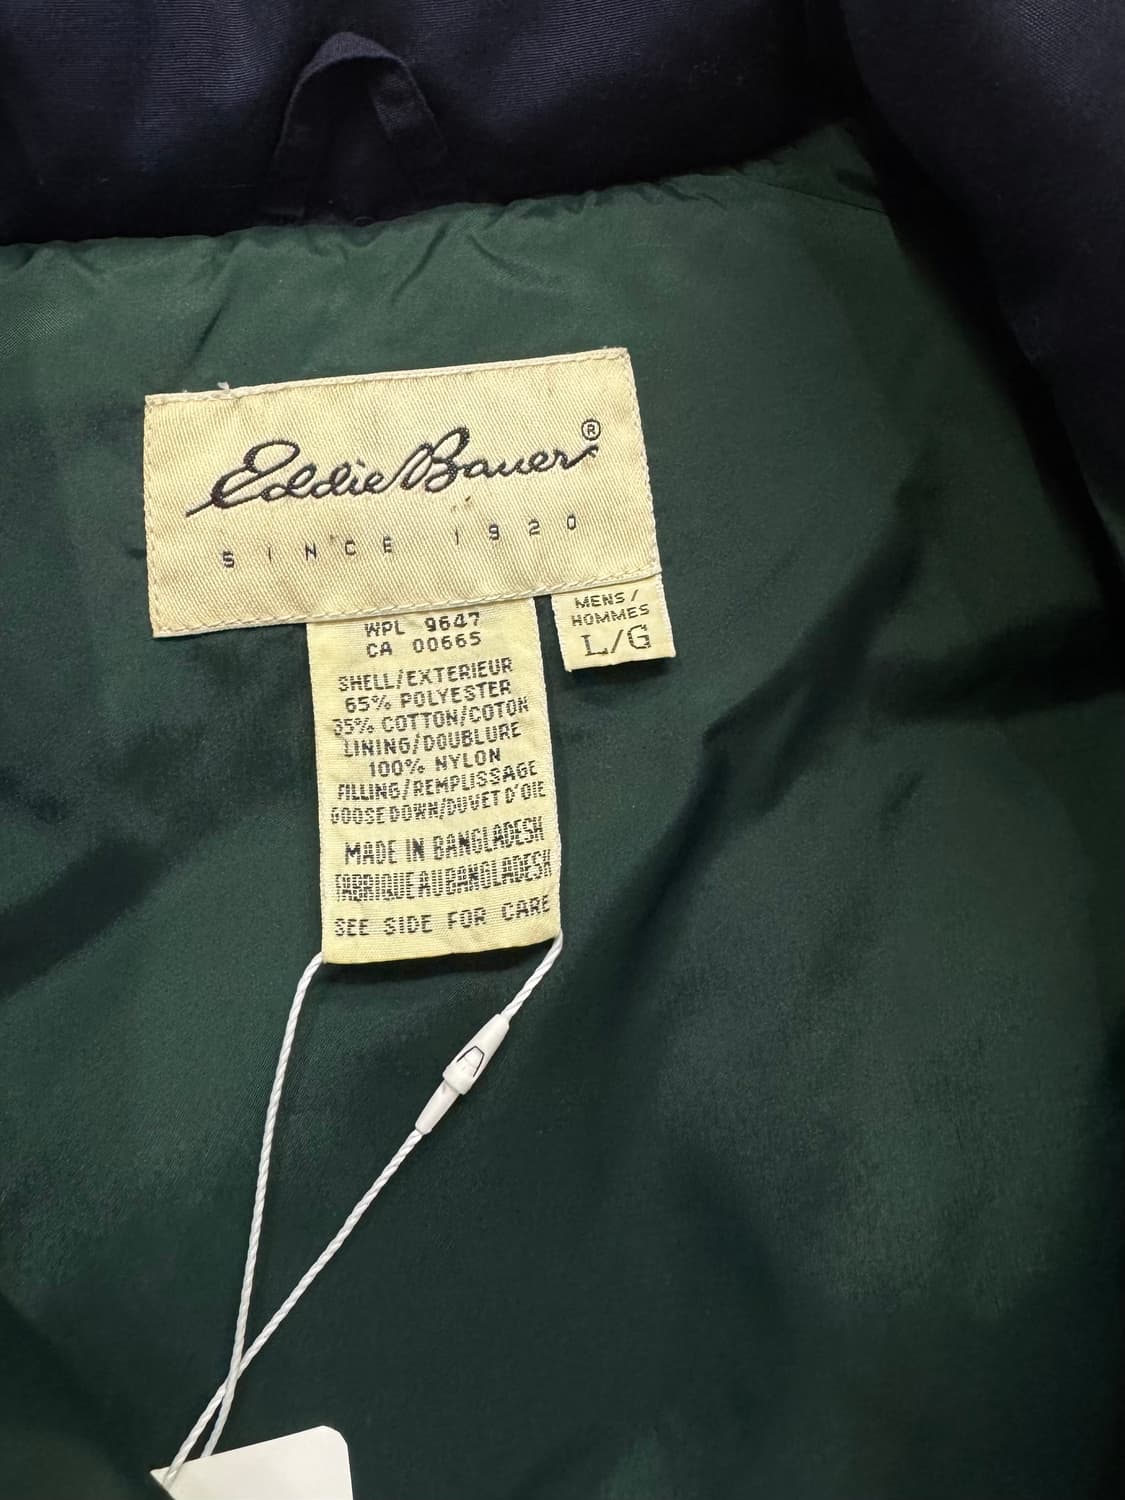 Eddie Bauer®
SINCE 1920
MENS/
HOMMES
L/G
WPL 9647
CA 00665
SHELL/EXTERIEUR
65% POLYESTER
35% COTTON/COTON
LINING/DOUBLURE
100% NYLON
FILLING/REMPLISSAGE
GOOSE DOWN/DUVET D'OIE
MADE IN BANGLADESH
FABRIQUE AU BANGLADESH
SEE SIDE FOR CARE